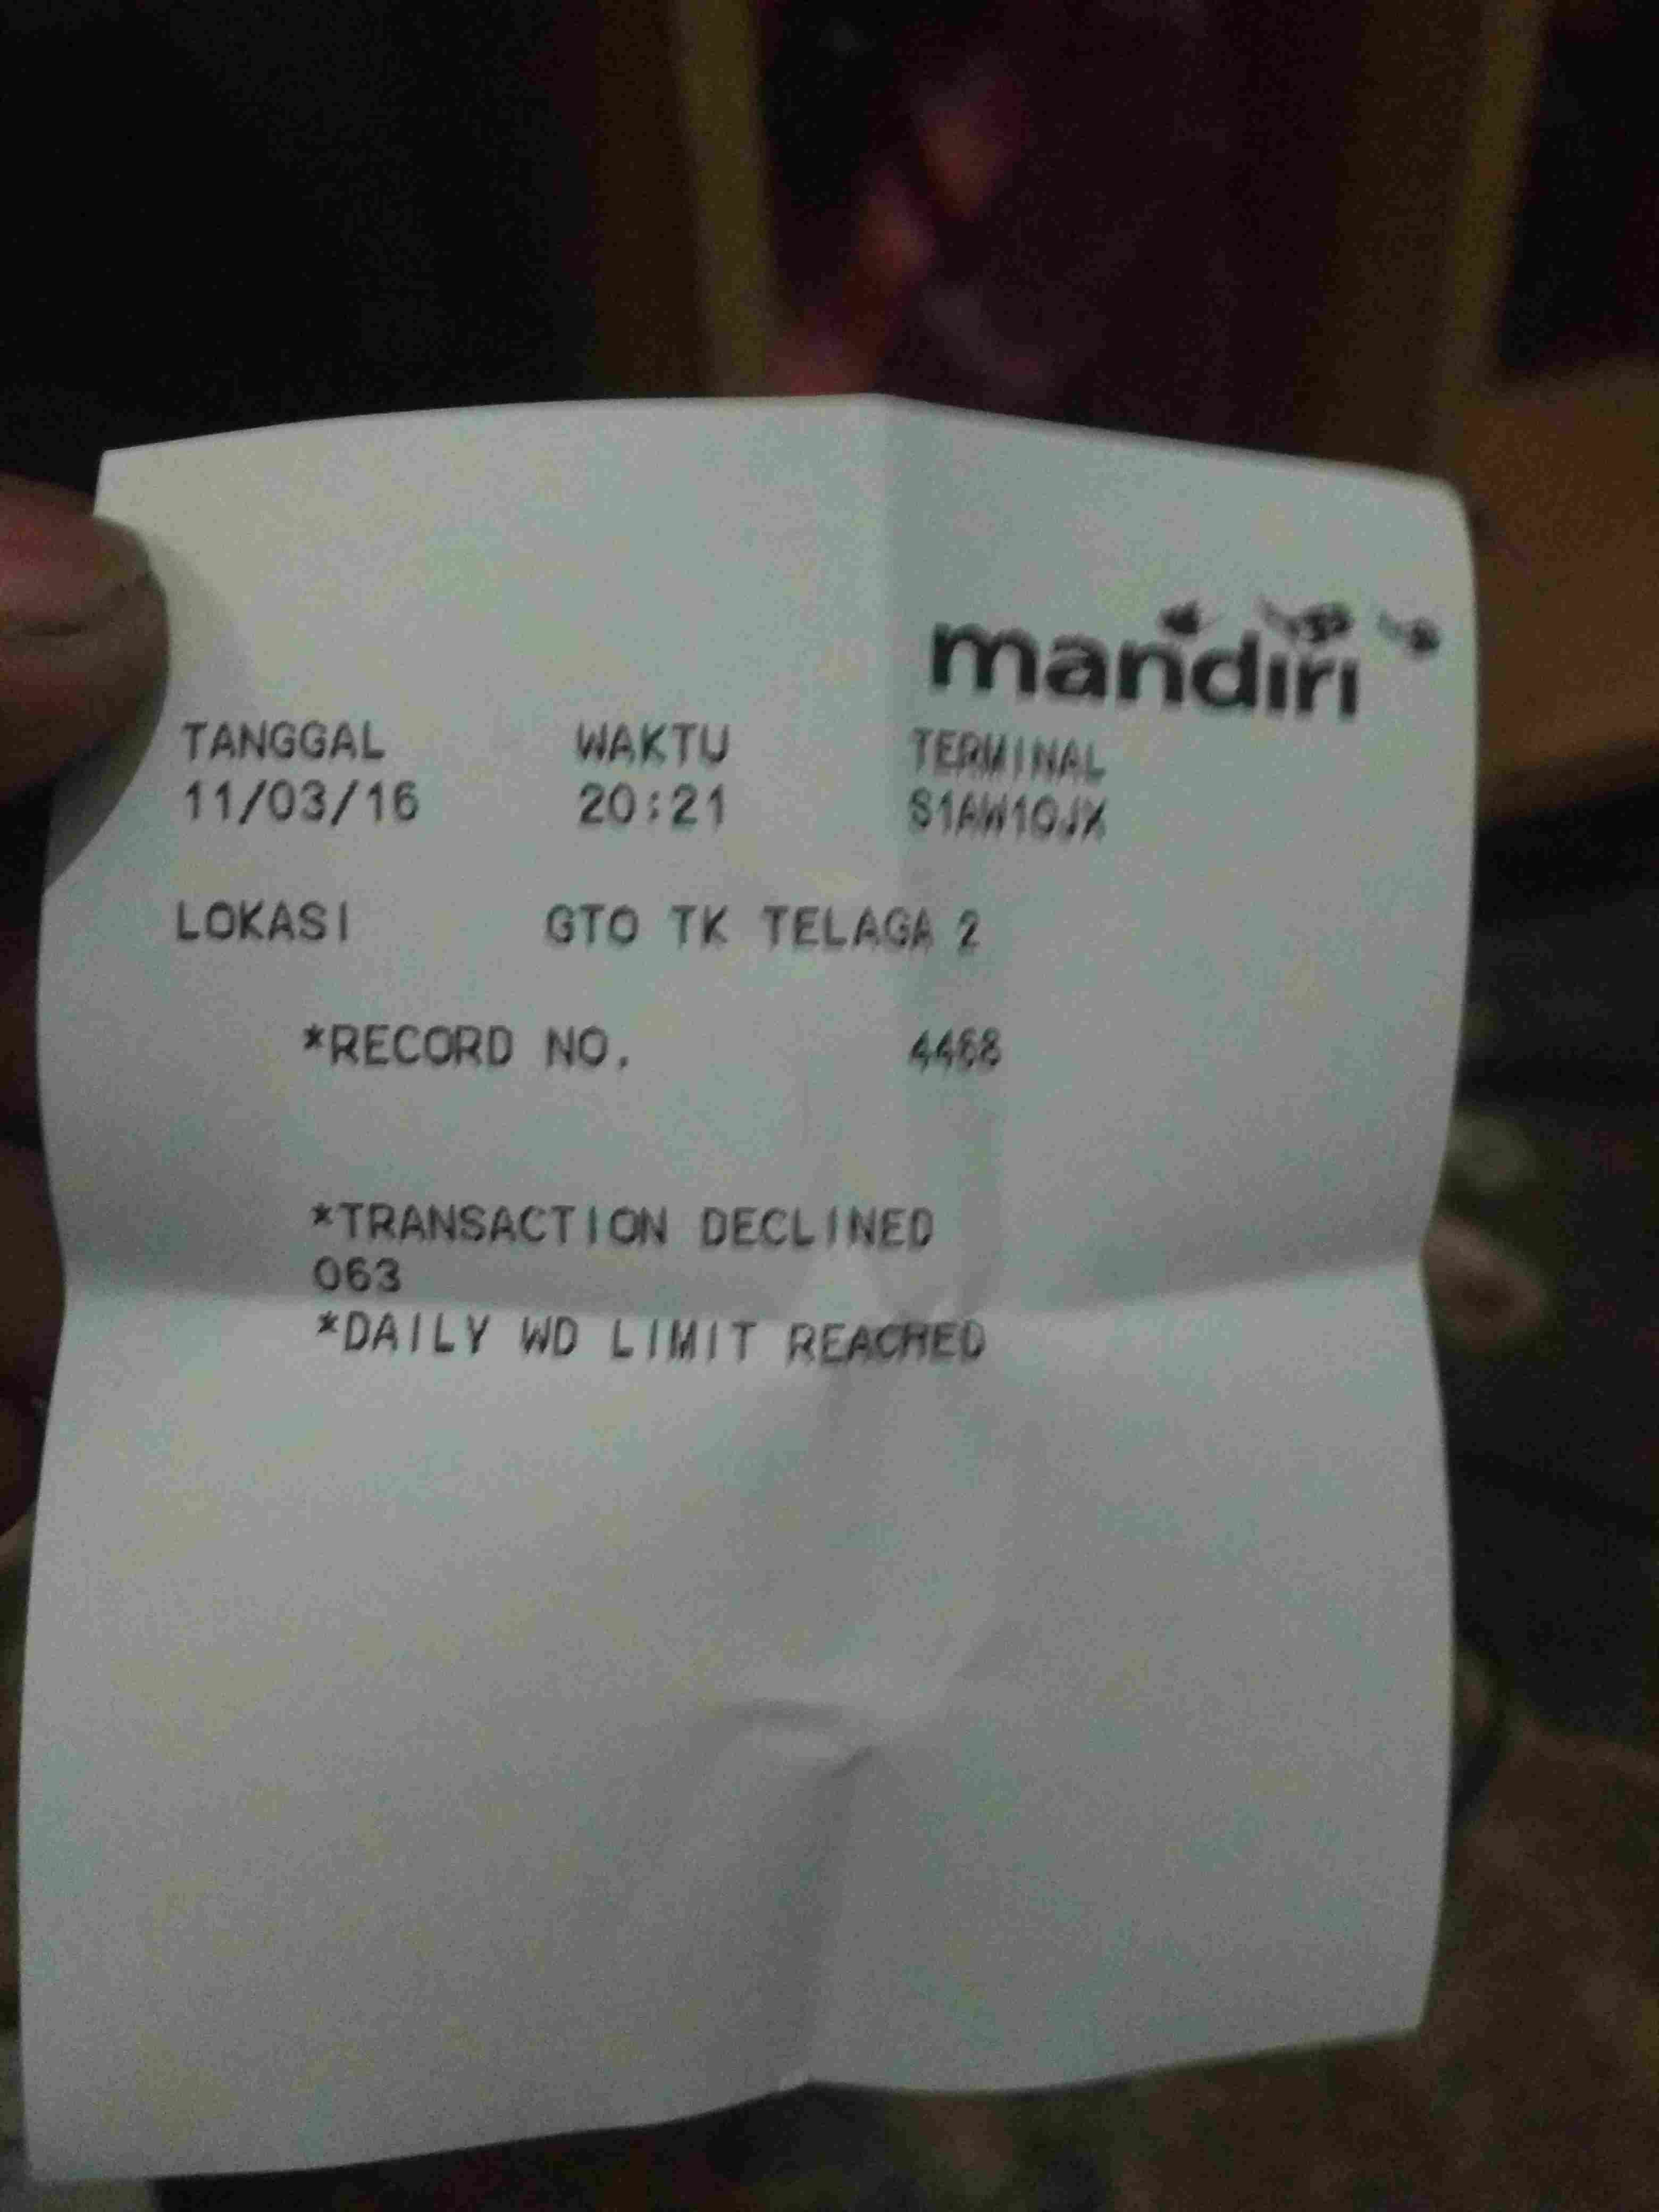 mandiri
TANGGAL WAKTU TERMINAL
11/03/16 20:21 S1AW10JX
LOKASI GTO TK TELAGA 2
*RECORD NO. 4468
*TRANSACTION DECLINED
063
*DAILY WD LIMIT REACHED